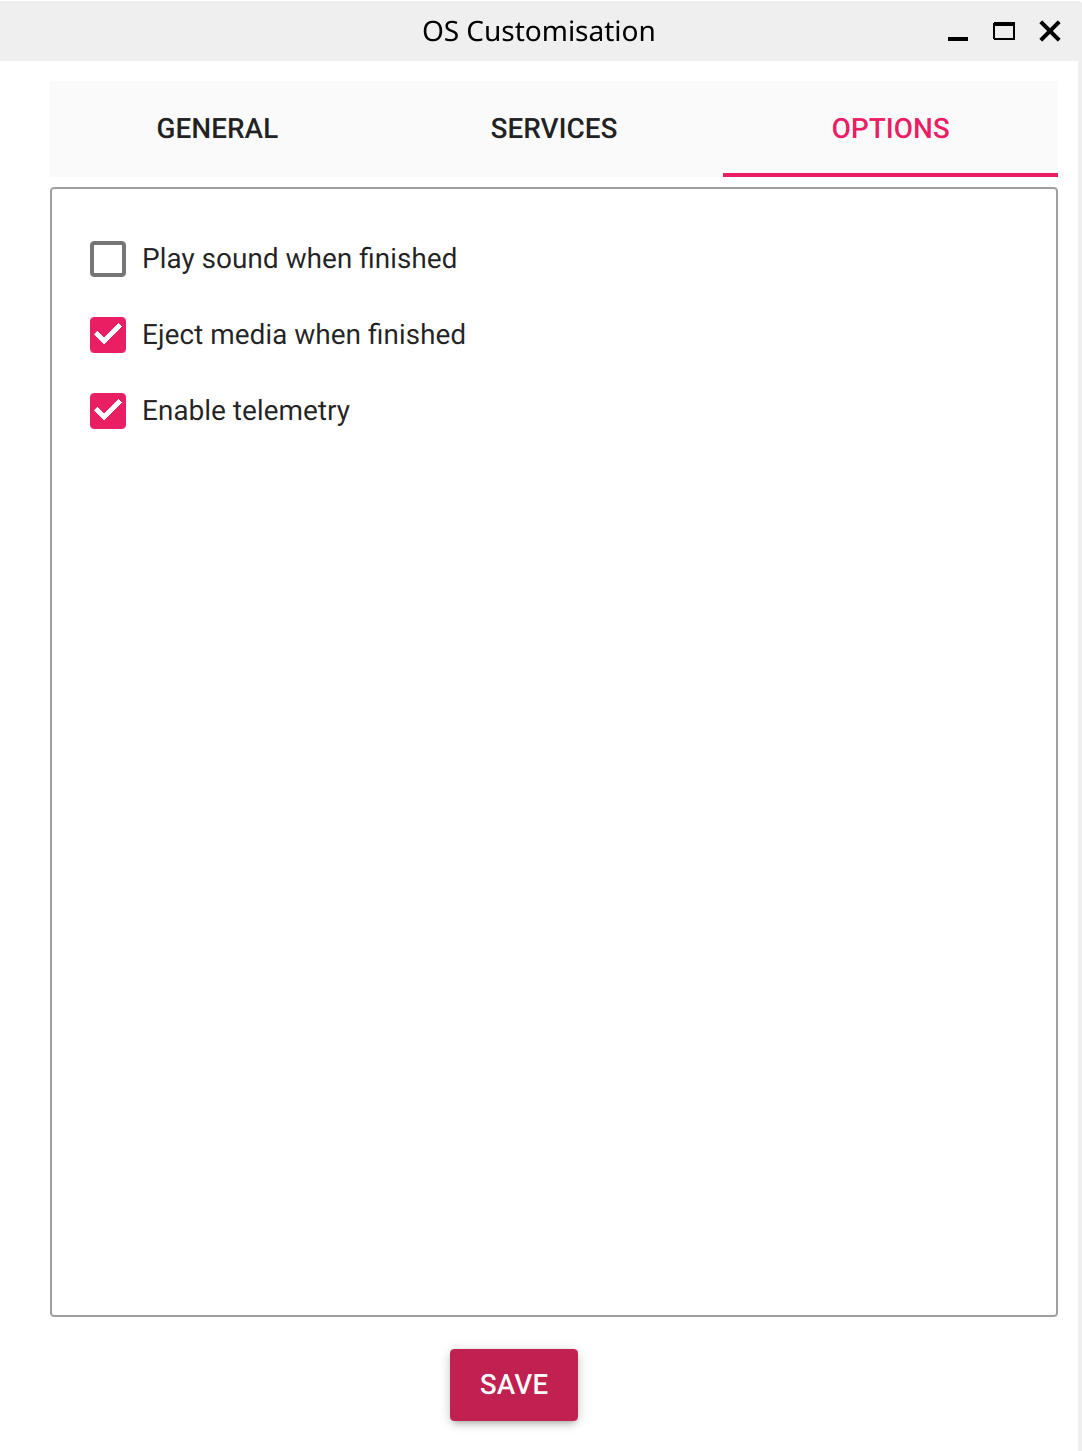 OS Customisation
GENERAL SERVICES OPTIONS
Play sound when finished
Eject media when finished
Enable telemetry
SAVE